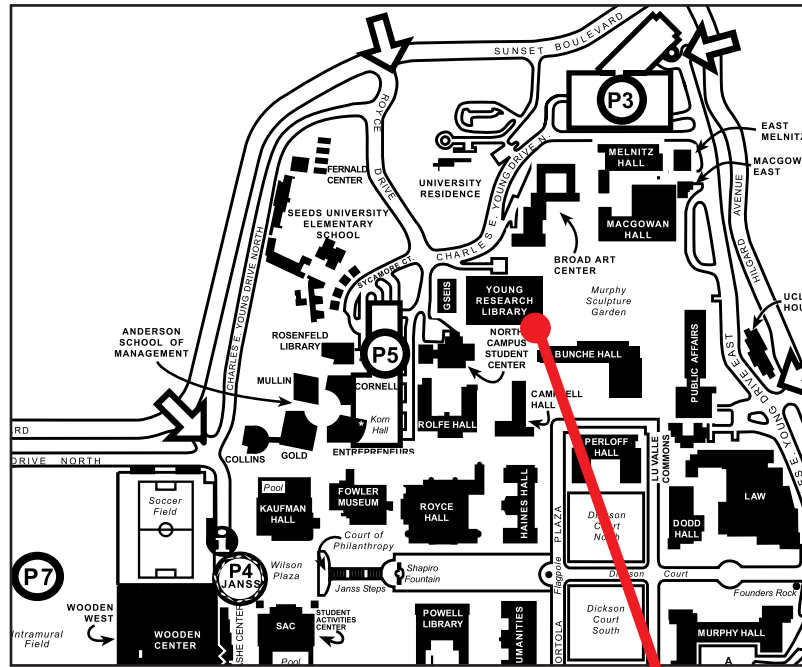 SUNSET BOULEVARD
P3
EAST
MELNITZ
MELNITZ
HALL
MACGOW
EAST
ROYCE DRIVE
CHARLES E. YOUNG DRIVE N.
FERNALD
CENTER
UNIVERSITY
RESIDENCE
SEEDS UNIVERSITY
ELEMENTARY
SCHOOL
MACGOWAN
HALL
HILGARD AVENUE
BROAD ART
CENTER
SYCAMORE CT.
CHARLES E. YOUNG DRIVE NORTH
GSEIS
YOUNG
RESEARCH
LIBRARY
Murphy
Sculpture
Garden
UCL
HOU
ANDERSON
SCHOOL OF
MANAGEMENT
ROSENFELD
LIBRARY
P5
NORTH
CAMPUS
STUDENT
CENTER
BUNCHE HALL
PUBLIC AFFAIRS
ES E. YOUNG DRIVE EAST
MULLIN
CORNELL
CAMPBELL
HALL
Korn
Hall
*
ROLFE HALL
COLLINS
GOLD
ENTREPRENEURS
RD
DRIVE NORTH
PERLOFF
HALL
LU VALLE
COMMONS
Soccer
Field
Pool
KAUFMAN
HALL
FOWLER
MUSEUM
ROYCE
HALL
HAINES HALL
LAW
Flagpole PLAZA
Dickson
Court
North
DODD
HALL
Court of
Philanthropy
P7
P4
JANSS
Wilson
Plaza
Janss Steps
Shapiro
Fountain
Dickson Court
Founders Rock
WOODEN
WEST
Intramural
Field
WOODEN
CENTER
ASHE CENTER
SAC
STUDENT
ACTIVITIES
CENTER
Pool
POWELL
LIBRARY
UMANITIES
ORTOLA
Dickson
Court
South
MURPHY HALL
A